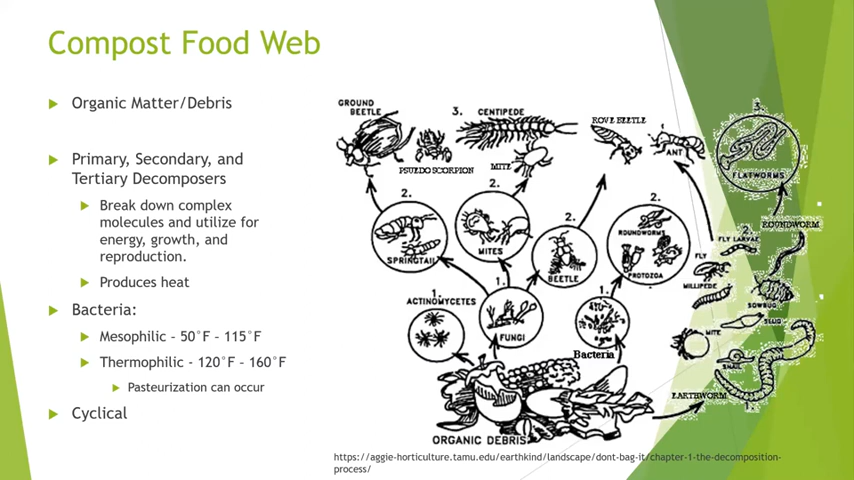 Compost Food Web
Organic Matter/Debris
Primary, Secondary, and
Tertiary Decomposers
Break down complex
molecules and utilize for
energy, growth, and
reproduction.
Produces heat
Bacteria:
Mesophilic - 50°F - 115°F
Thermophilic - 120°F - 160°F
Pasteurization can occur
Cyclical
GROUND
BEETLE
3. CENTIPEDE
ROVE BEETLE
PSUEDO SCORPION
MITE
ANT
3.
FLATWORMS
2.
SPRINGTAIL
2.
MITES
2.
BEETLE
2.
ROUNDWORMS
PROTOZOA
2.
FLY LARVAE
ROUNDWORM
FLY
MILLIPEDE
SOWBUG
SLUG
MITE
SNAIL
EARTHWORM
1.
1.
ACTINOMYCETES
1.
FUNGI
1.
Bacteria
ORGANIC DEBRIS
https://aggie-horticulture.tamu.edu/earthkind/landscape/dont-bag-it/chapter-1-the-decomposition-
process/